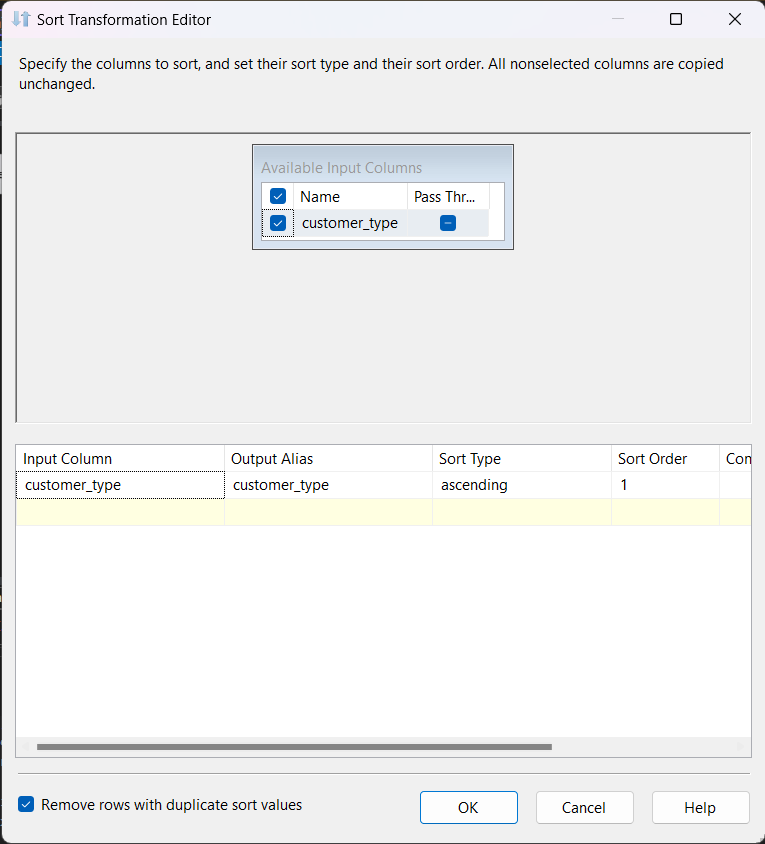 Sort Transformation Editor
Specify the columns to sort, and set their sort type and their sort order. All nonselected columns are copied
unchanged.
Available Input Columns
Name Pass Thr...
customer_type
Input Column Output Alias Sort Type Sort Order Con
customer_type customer_type ascending 1
Remove rows with duplicate sort values
OK Cancel Help